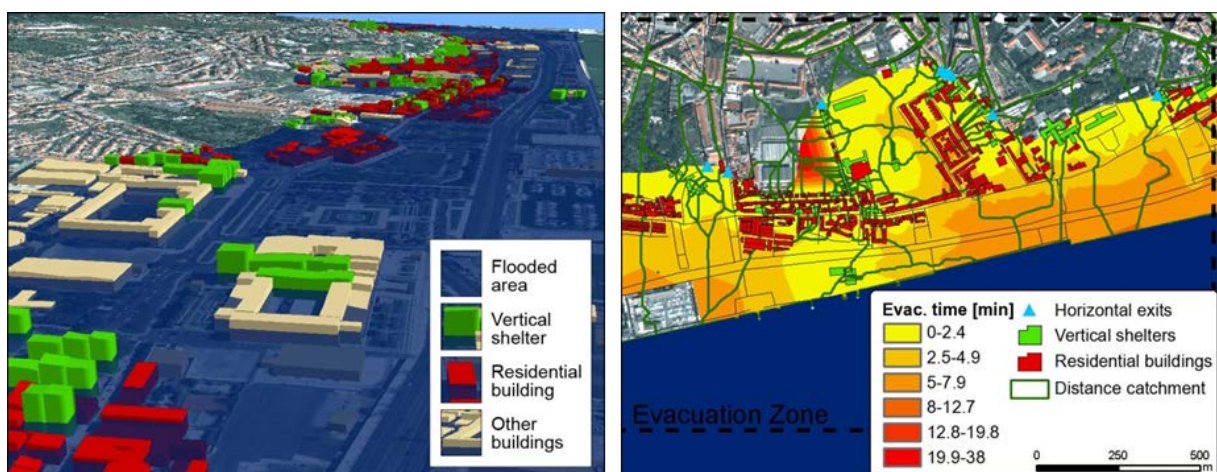 Flooded
area
Vertical
shelter
Residential
building
Other
buildings
Evacuation Zone
Evac. time [min]
0-2.4
2.5-4.9
5-7.9
8-12.7
12.8-19.8
19.9-38
Horizontal exits
Vertical shelters
Residential buildings
Distance catchment
0 250 500
m